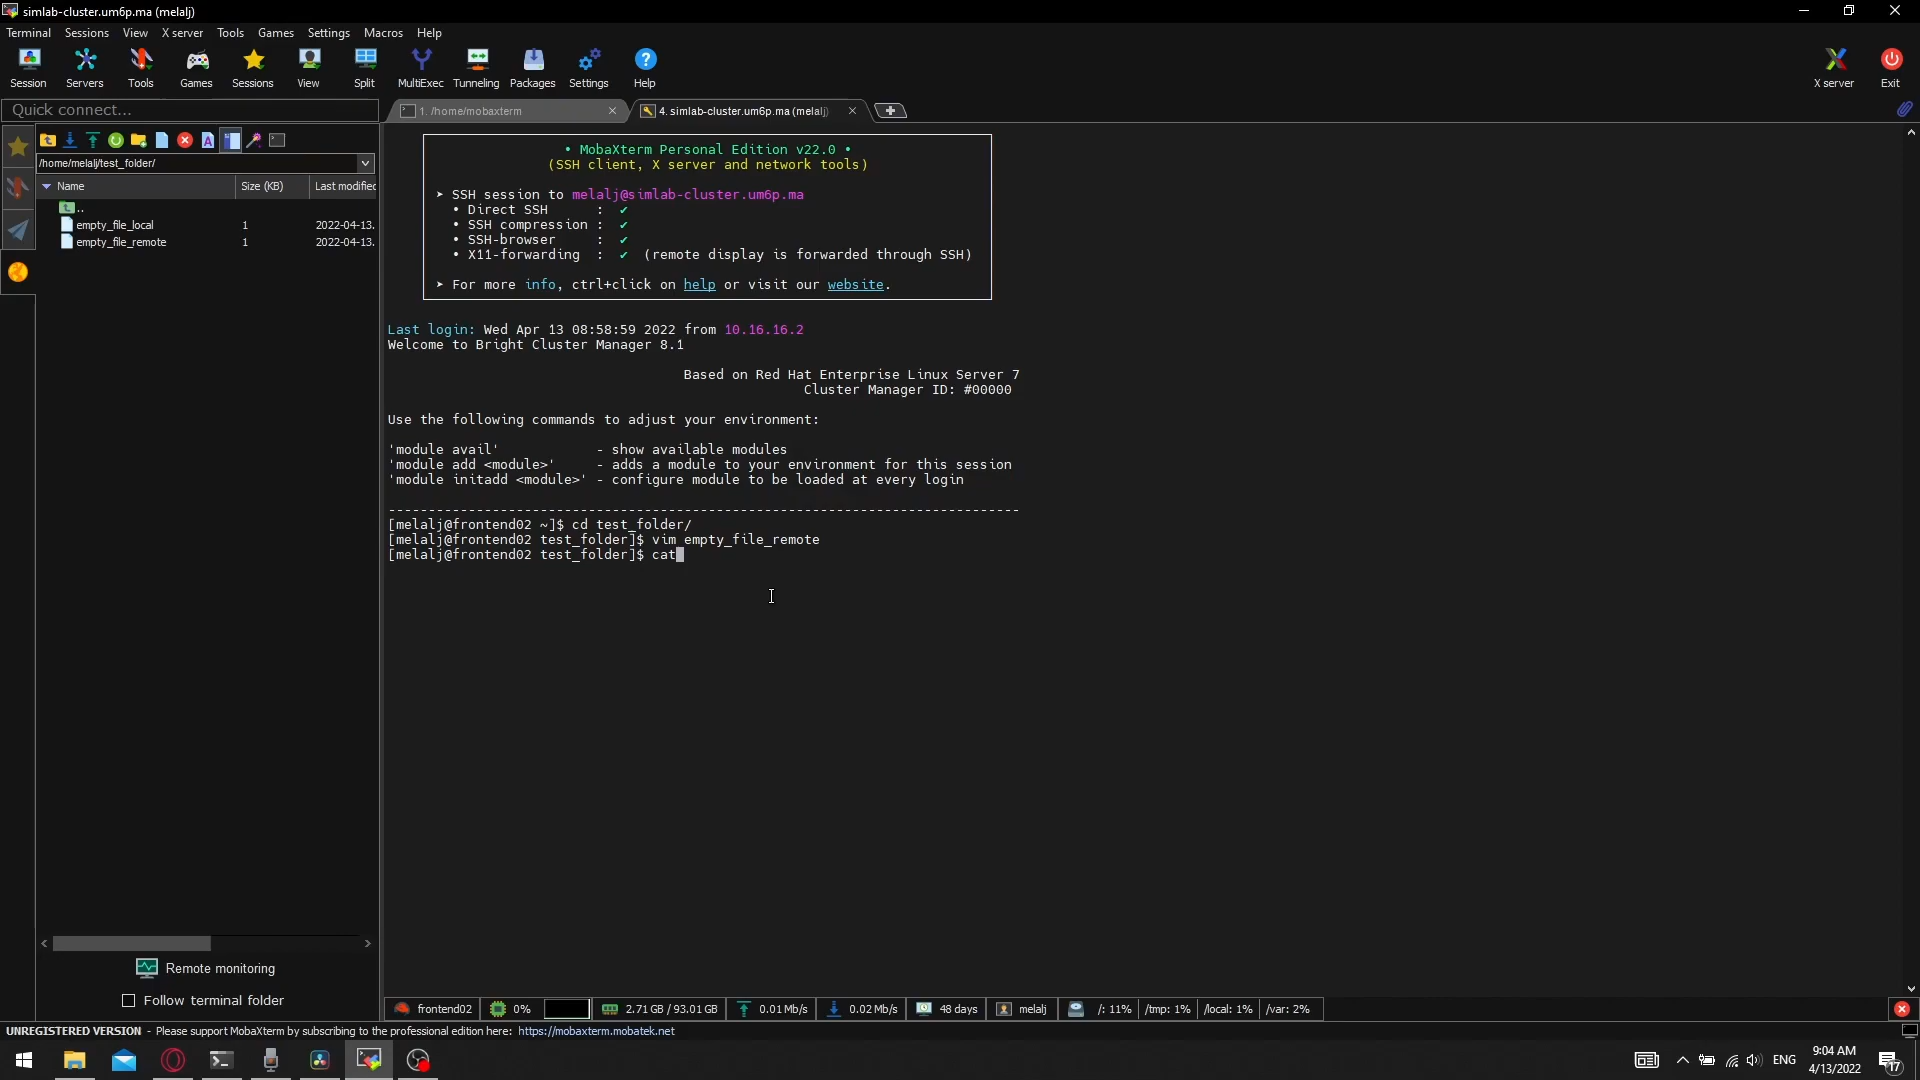 simlab-cluster.um6p.ma (melalj)
Terminal Sessions View X server Tools Games Settings Macros Help
Session Servers Tools Games Sessions View Split MultiExec Tunneling Packages Settings Help X server Exit
Quick connect...
1. /home/mobaxterm
4. simlab-cluster.um6p.ma (melalj)
/home/melalj/test_folder/
Name Size (KB) Last modified
..
empty_file_local 1 2022-04-13.
empty_file_remote 1 2022-04-13.
• MobaXterm Personal Edition v22.0 •
(SSH client, X server and network tools)
➤ SSH session to melalj@simlab-cluster.um6p.ma
• Direct SSH : ✔
• SSH compression : ✔
• SSH-browser : ✔
• X11-forwarding : ✔ (remote display is forwarded through SSH)
➤ For more info, ctrl+click on help or visit our website.
Last login: Wed Apr 13 08:58:59 2022 from 10.16.16.2
Welcome to Bright Cluster Manager 8.1
Based on Red Hat Enterprise Linux Server 7
Cluster Manager ID: #00000
Use the following commands to adjust your environment:
'module avail' - show available modules
'module add <module>' - adds a module to your environment for this session
'module initadd <module>' - configure module to be loaded at every login
-------------------------------------------------------------------------------
[melalj@frontend02 ~]$ cd test_folder/
[melalj@frontend02 test_folder]$ vim empty_file_remote
[melalj@frontend02 test_folder]$ cat
Remote monitoring
Follow terminal folder
frontend02 0% 2.71 GB / 93.01 GB 0.01 Mb/s 0.02 Mb/s 48 days melalj /: 11% /tmp: 1% /local: 1% /var: 2%
UNREGISTERED VERSION - Please support MobaXterm by subscribing to the professional edition here: https://mobaxterm.mobatek.net
ENG
9:04 AM
4/13/2022
17